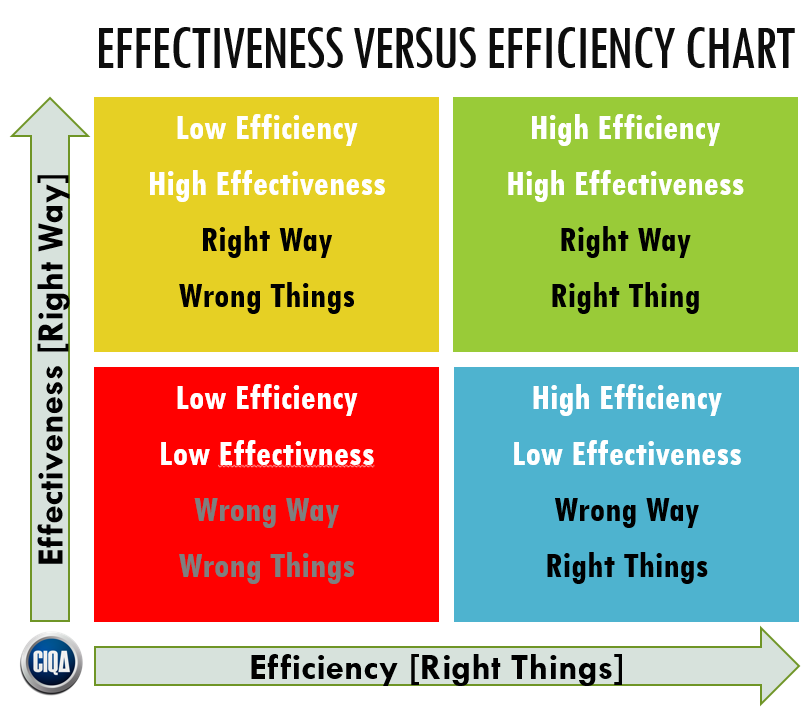 EFFECTIVENESS VERSUS EFFICIENCY CHART
Effectiveness [Right Way]
Low Efficiency
High Effectiveness
Right Way
Wrong Things
High Efficiency
High Effectiveness
Right Way
Right Thing
Low Efficiency
Low Effectivness
Wrong Way
Wrong Things
High Efficiency
Low Effectiveness
Wrong Way
Right Things
CIQA
Efficiency [Right Things]